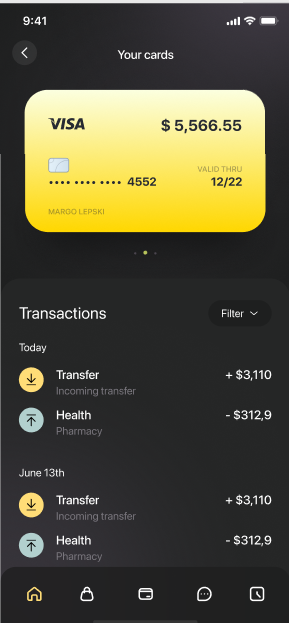 9:41
Your cards
VISA
$ 5,566.55
VALID THRU
•••• •••• •••• 4552
12/22
MARGO LEPSKI
Transactions
Filter
Today
Transfer
+ $3,110
Incoming transfer
Health
- $312,9
Pharmacy
June 13th
Transfer
+ $3,110
Incoming transfer
Health
- $312,9
Pharmacy